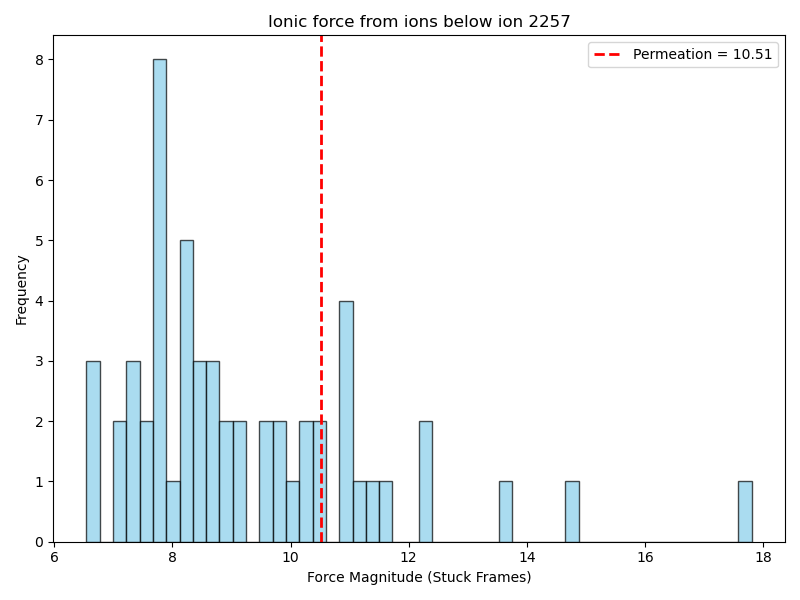 Ionic force from ions below ion 2257
Permeation = 10.51
Frequency
8
7
6
5
4
3
2
1
0
6 8 10 12 14 16 18
Force Magnitude (Stuck Frames)